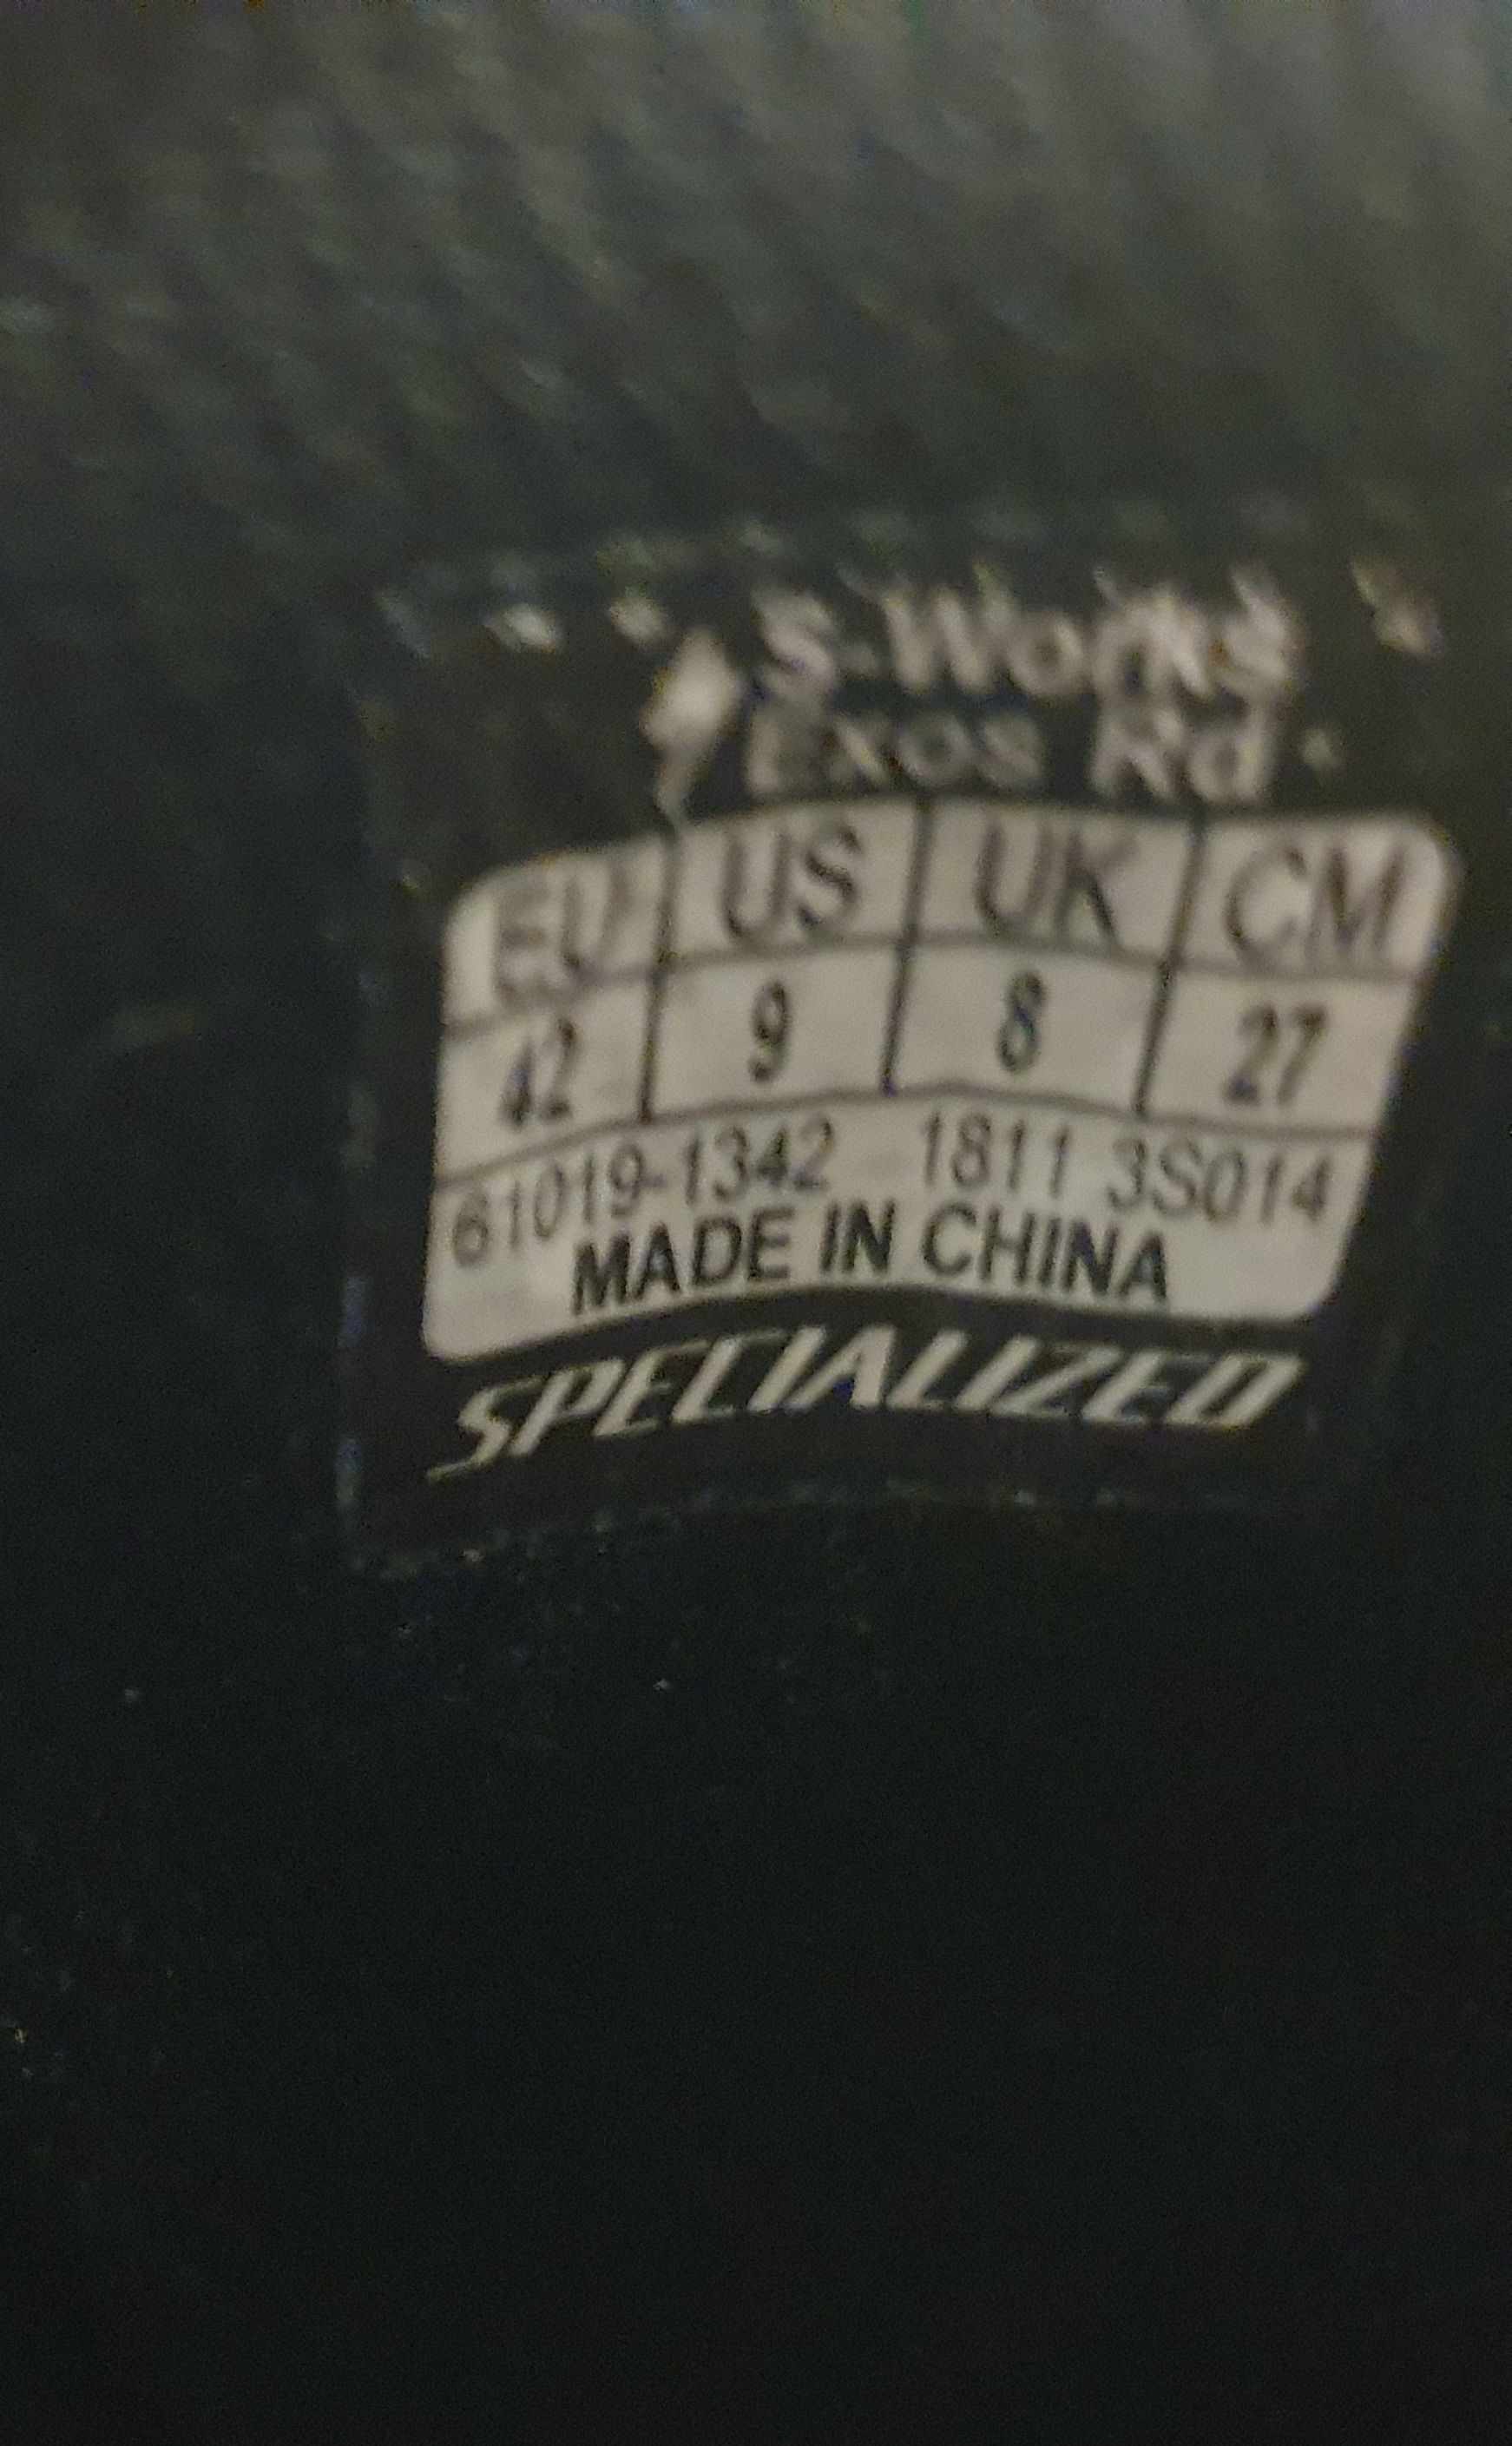 S-Works
Exos Rd
EU US UK CM
42 9 8 27
61019-1342 1811 3S014
MADE IN CHINA
SPECIALIZED